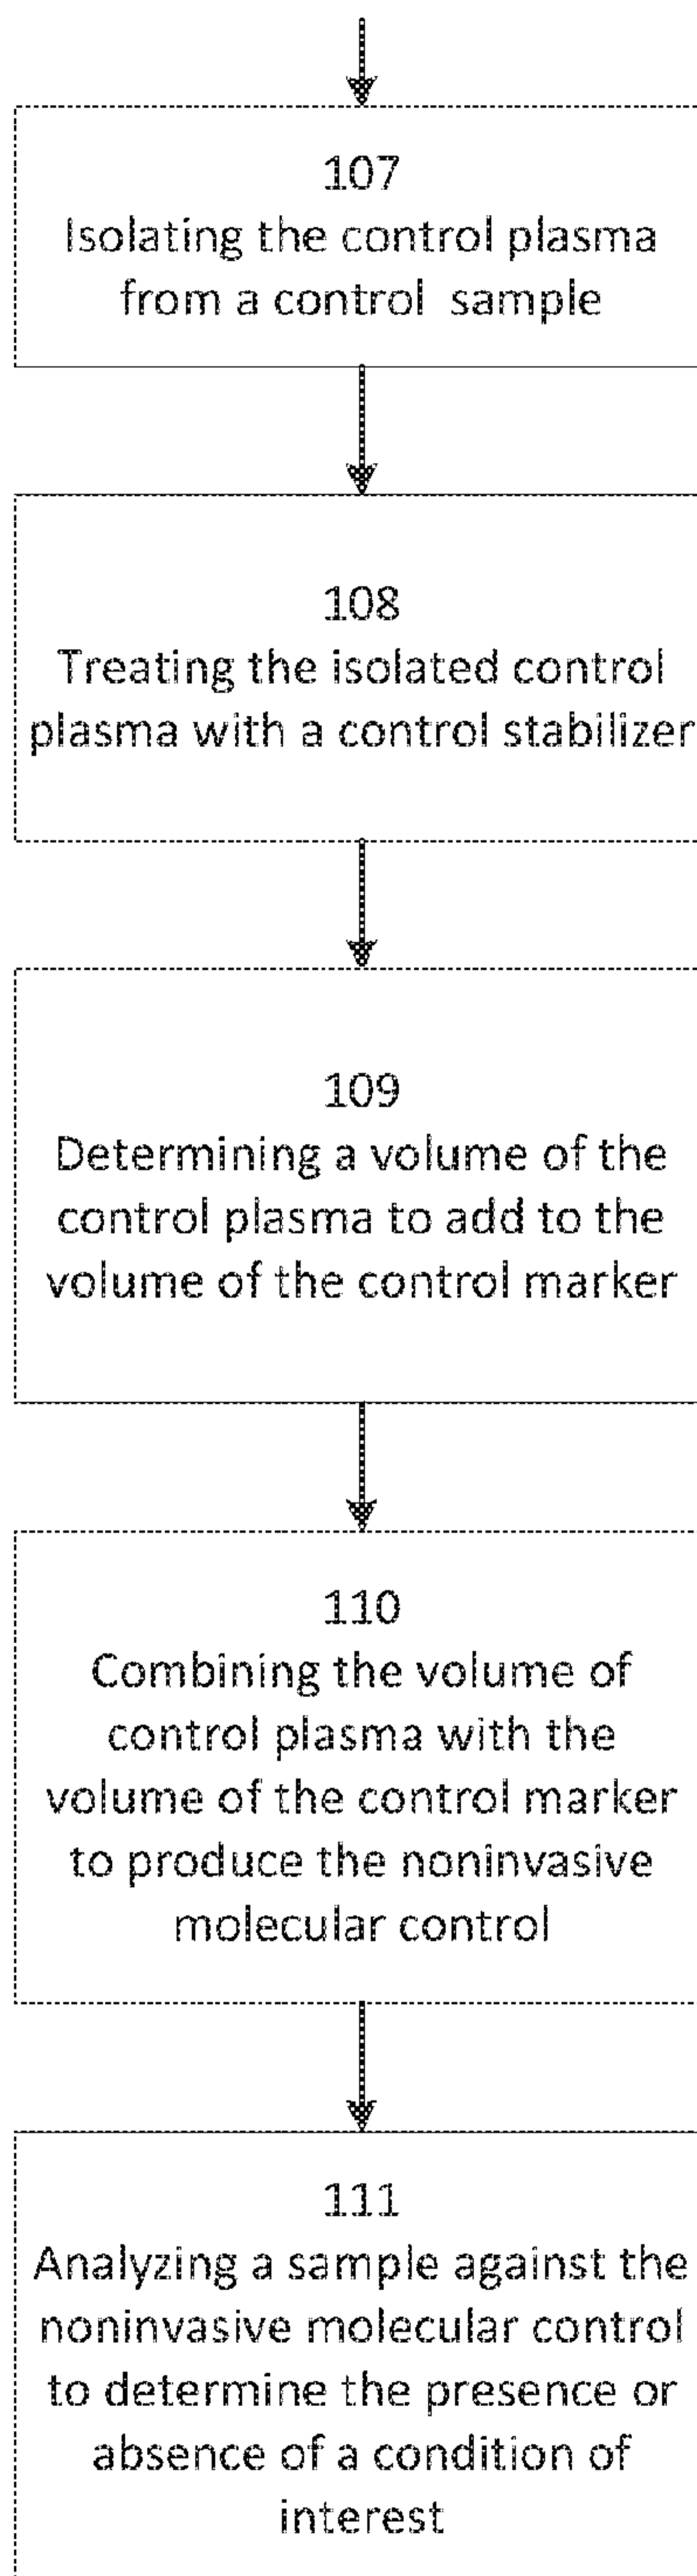 107
Isolating the control plasma
from a control sample
108
Treating the isolated control
plasma with a control stabilizer
109
Determining a volume of the
control plasma to add to the
volume of the control marker
110
Combining the volume of
control plasma with the
volume of the control marker
to produce the noninvasive
molecular control
111
Analyzing a sample against the
noninvasive molecular control
to determine the presence or
absence of a condition of
interest